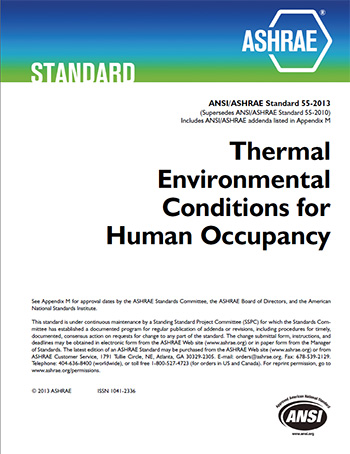 ASHRAE®
STANDARD
ANSI/ASHRAE Standard 55-2013
(Supersedes ANSI/ASHRAE Standard 55-2010)
Includes ANSI/ASHRAE addenda listed in Appendix M
Thermal
Environmental
Conditions for
Human Occupancy
See Appendix M for approval dates by the ASHRAE Standards Committee, the ASHRAE Board of Directors, and the American
National Standards Institute.
This standard is under continuous maintenance by a Standing Standard Project Committee (SSPC) for which the Standards Com-
mittee has established a documented program for regular publication of addenda or revisions, including procedures for timely,
documented, consensus action on requests for change to any part of the standard. The change submittal form, instructions, and
deadlines may be obtained in electronic form from the ASHRAE Web site (www.ashrae.org) or in paper form from the Manager
of Standards. The latest edition of an ASHRAE Standard may be purchased from the ASHRAE Web site (www.ashrae.org) or from
ASHRAE Customer Service, 1791 Tullie Circle, NE, Atlanta, GA 30329-2305. E-mail: orders@ashrae.org. Fax: 678-539-2129.
Telephone: 404-636-8400 (worldwide), or toll free 1-800-527-4723 (for orders in US and Canada). For reprint permission, go to
www.ashrae.org/permissions.
© 2013 ASHRAE ISSN 1041-2336
Approved American National Standard
ANSI
www.ansi.org